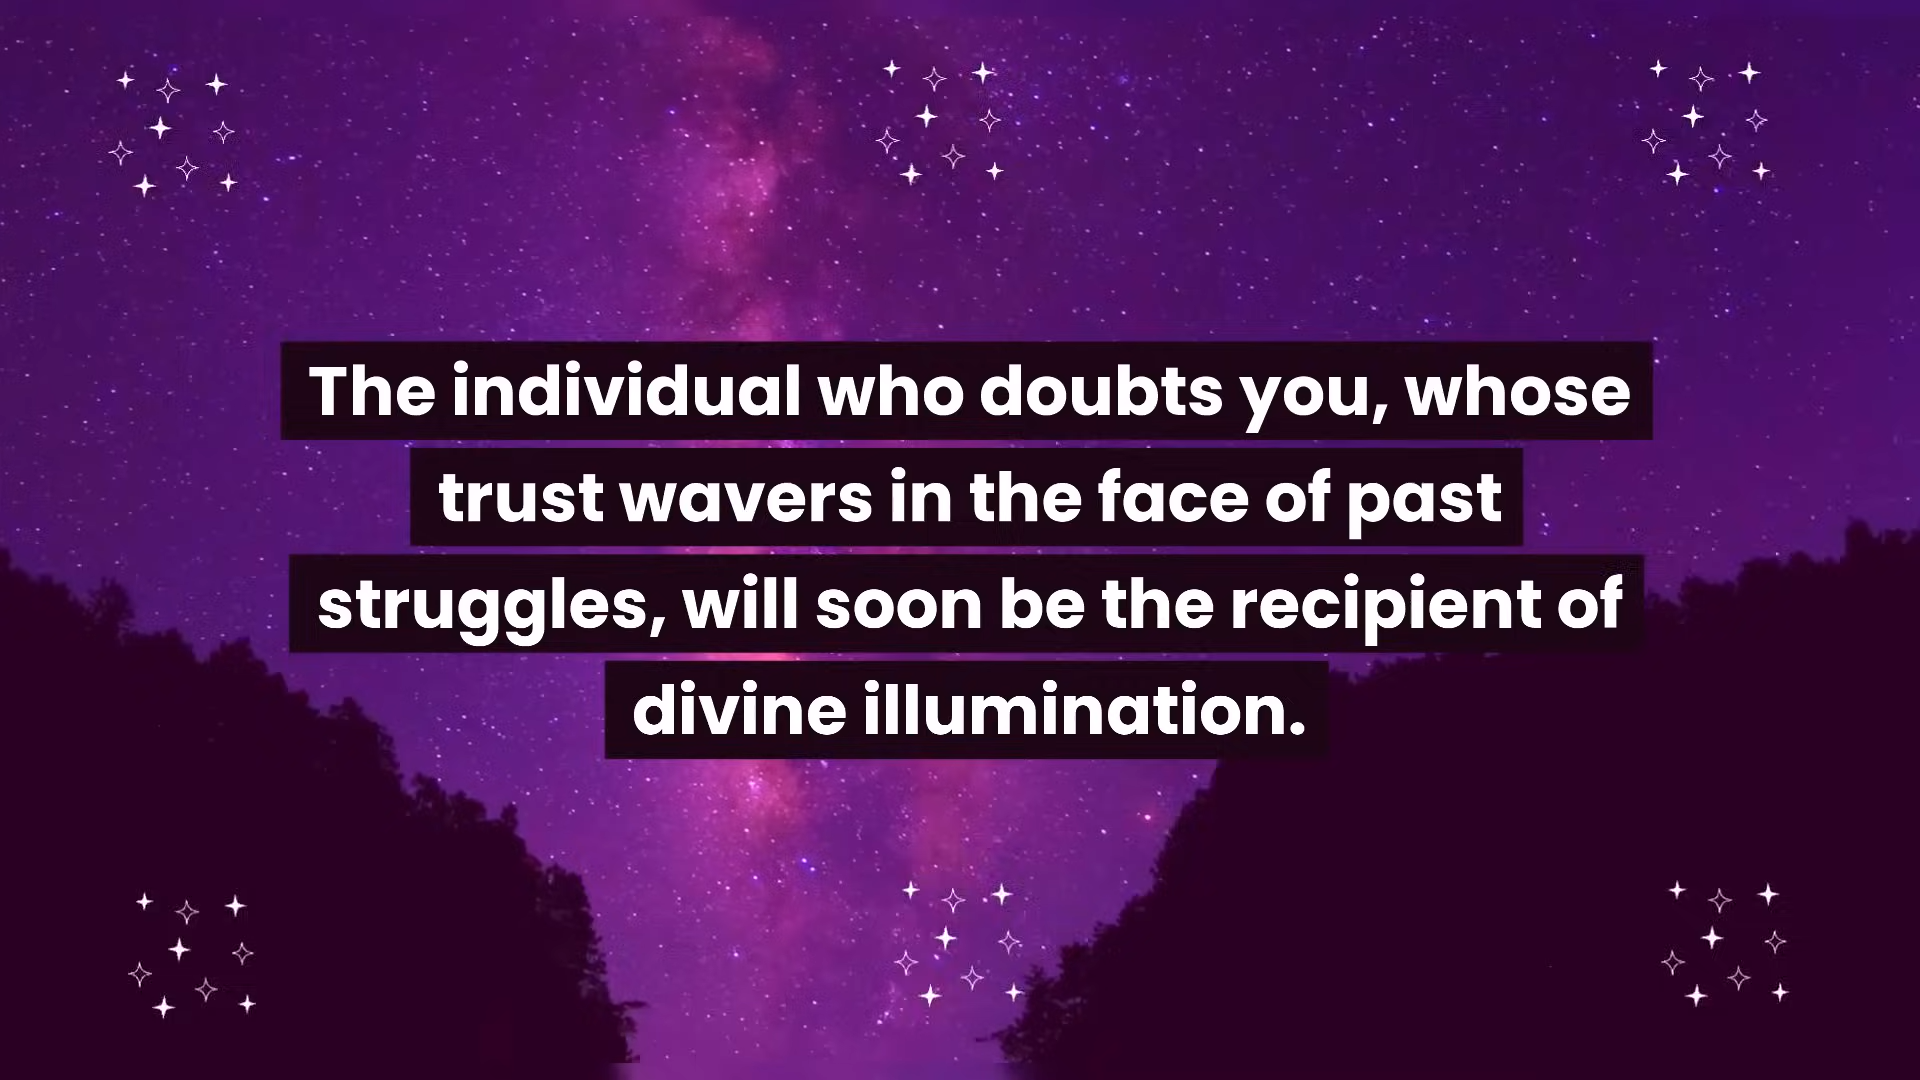 The individual who doubts you, whose
trust wavers in the face of past
struggles, will soon be the recipient of
divine illumination.